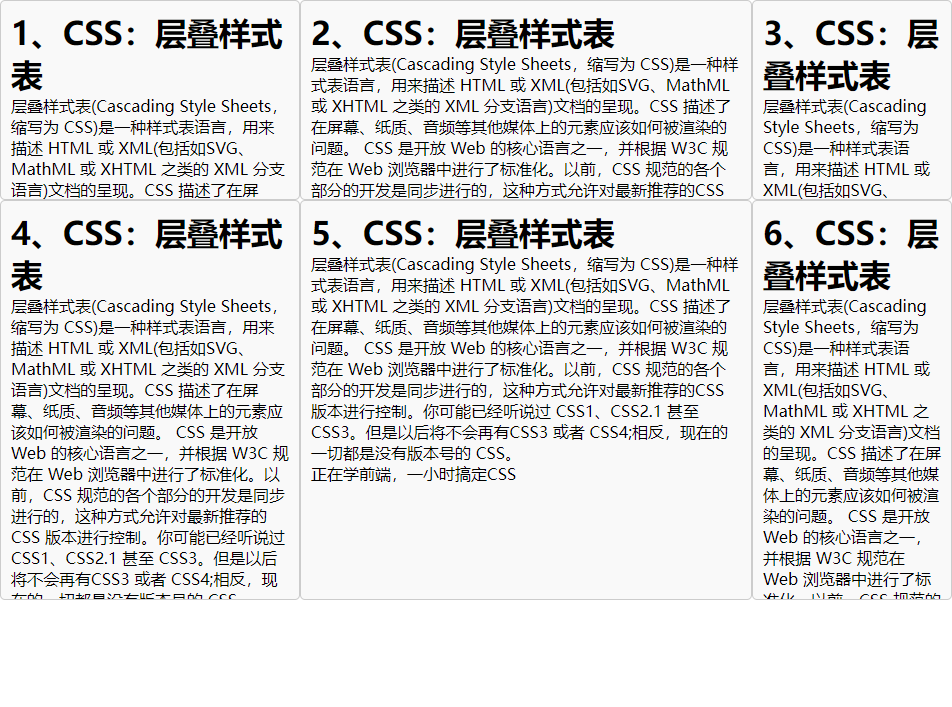 1、CSS：层叠样式
表
层叠样式表(Cascading Style Sheets，
缩写为 CSS)是一种样式表语言，用来
描述 HTML 或 XML(包括如SVG、
MathML 或 XHTML 之类的 XML 分支
语言)文档的呈现。CSS 描述了在屏
2、CSS：层叠样式表
层叠样式表(Cascading Style Sheets，缩写为 CSS)是一种样
式表语言，用来描述 HTML 或 XML(包括如SVG、MathML
或 XHTML 之类的 XML 分支语言)文档的呈现。CSS 描述了
在屏幕、纸质、音频等其他媒体上的元素应该如何被渲染的
问题。 CSS 是开放 Web 的核心语言之一，并根据 W3C 规
范在 Web 浏览器中进行了标准化。以前，CSS 规范的各个
部分的开发是同步进行的，这种方式允许对最新推荐的CSS
3、CSS：层
叠样式表
层叠样式表(Cascading
Style Sheets，缩写为
CSS)是一种样式表语
言，用来描述 HTML 或
XML(包括如SVG、
4、CSS：层叠样式
表
层叠样式表(Cascading Style Sheets，
缩写为 CSS)是一种样式表语言，用来
描述 HTML 或 XML(包括如SVG、
MathML 或 XHTML 之类的 XML 分支
语言)文档的呈现。CSS 描述了在屏
幕、纸质、音频等其他媒体上的元素应
该如何被渲染的问题。 CSS 是开放
Web 的核心语言之一，并根据 W3C 规
范在 Web 浏览器中进行了标准化。以
前，CSS 规范的各个部分的开发是同步
进行的，这种方式允许对最新推荐的
CSS 版本进行控制。你可能已经听说过
CSS1、CSS2.1 甚至 CSS3。但是以后
将不会再有CSS3 或者 CSS4;相反，现
在的一切都是没有版本号的 CSS
5、CSS：层叠样式表
层叠样式表(Cascading Style Sheets，缩写为 CSS)是一种样
式表语言，用来描述 HTML 或 XML(包括如SVG、MathML
或 XHTML 之类的 XML 分支语言)文档的呈现。CSS 描述了
在屏幕、纸质、音频等其他媒体上的元素应该如何被渲染的
问题。 CSS 是开放 Web 的核心语言之一，并根据 W3C 规
范在 Web 浏览器中进行了标准化。以前，CSS 规范的各个
部分的开发是同步进行的，这种方式允许对最新推荐的CSS
版本进行控制。你可能已经听说过 CSS1、CSS2.1 甚至
CSS3。但是以后将不会再有CSS3 或者 CSS4;相反，现在的
一切都是没有版本号的 CSS。
正在学前端，一小时搞定CSS
6、CSS：层
叠样式表
层叠样式表(Cascading
Style Sheets，缩写为
CSS)是一种样式表语
言，用来描述 HTML 或
XML(包括如SVG、
MathML 或 XHTML 之
类的 XML 分支语言)文档
的呈现。CSS 描述了在屏
幕、纸质、音频等其他媒
体上的元素应该如何被渲
染的问题。 CSS 是开放
Web 的核心语言之一，
并根据 W3C 规范在
Web 浏览器中进行了标
准化。以前，CSS 规范的